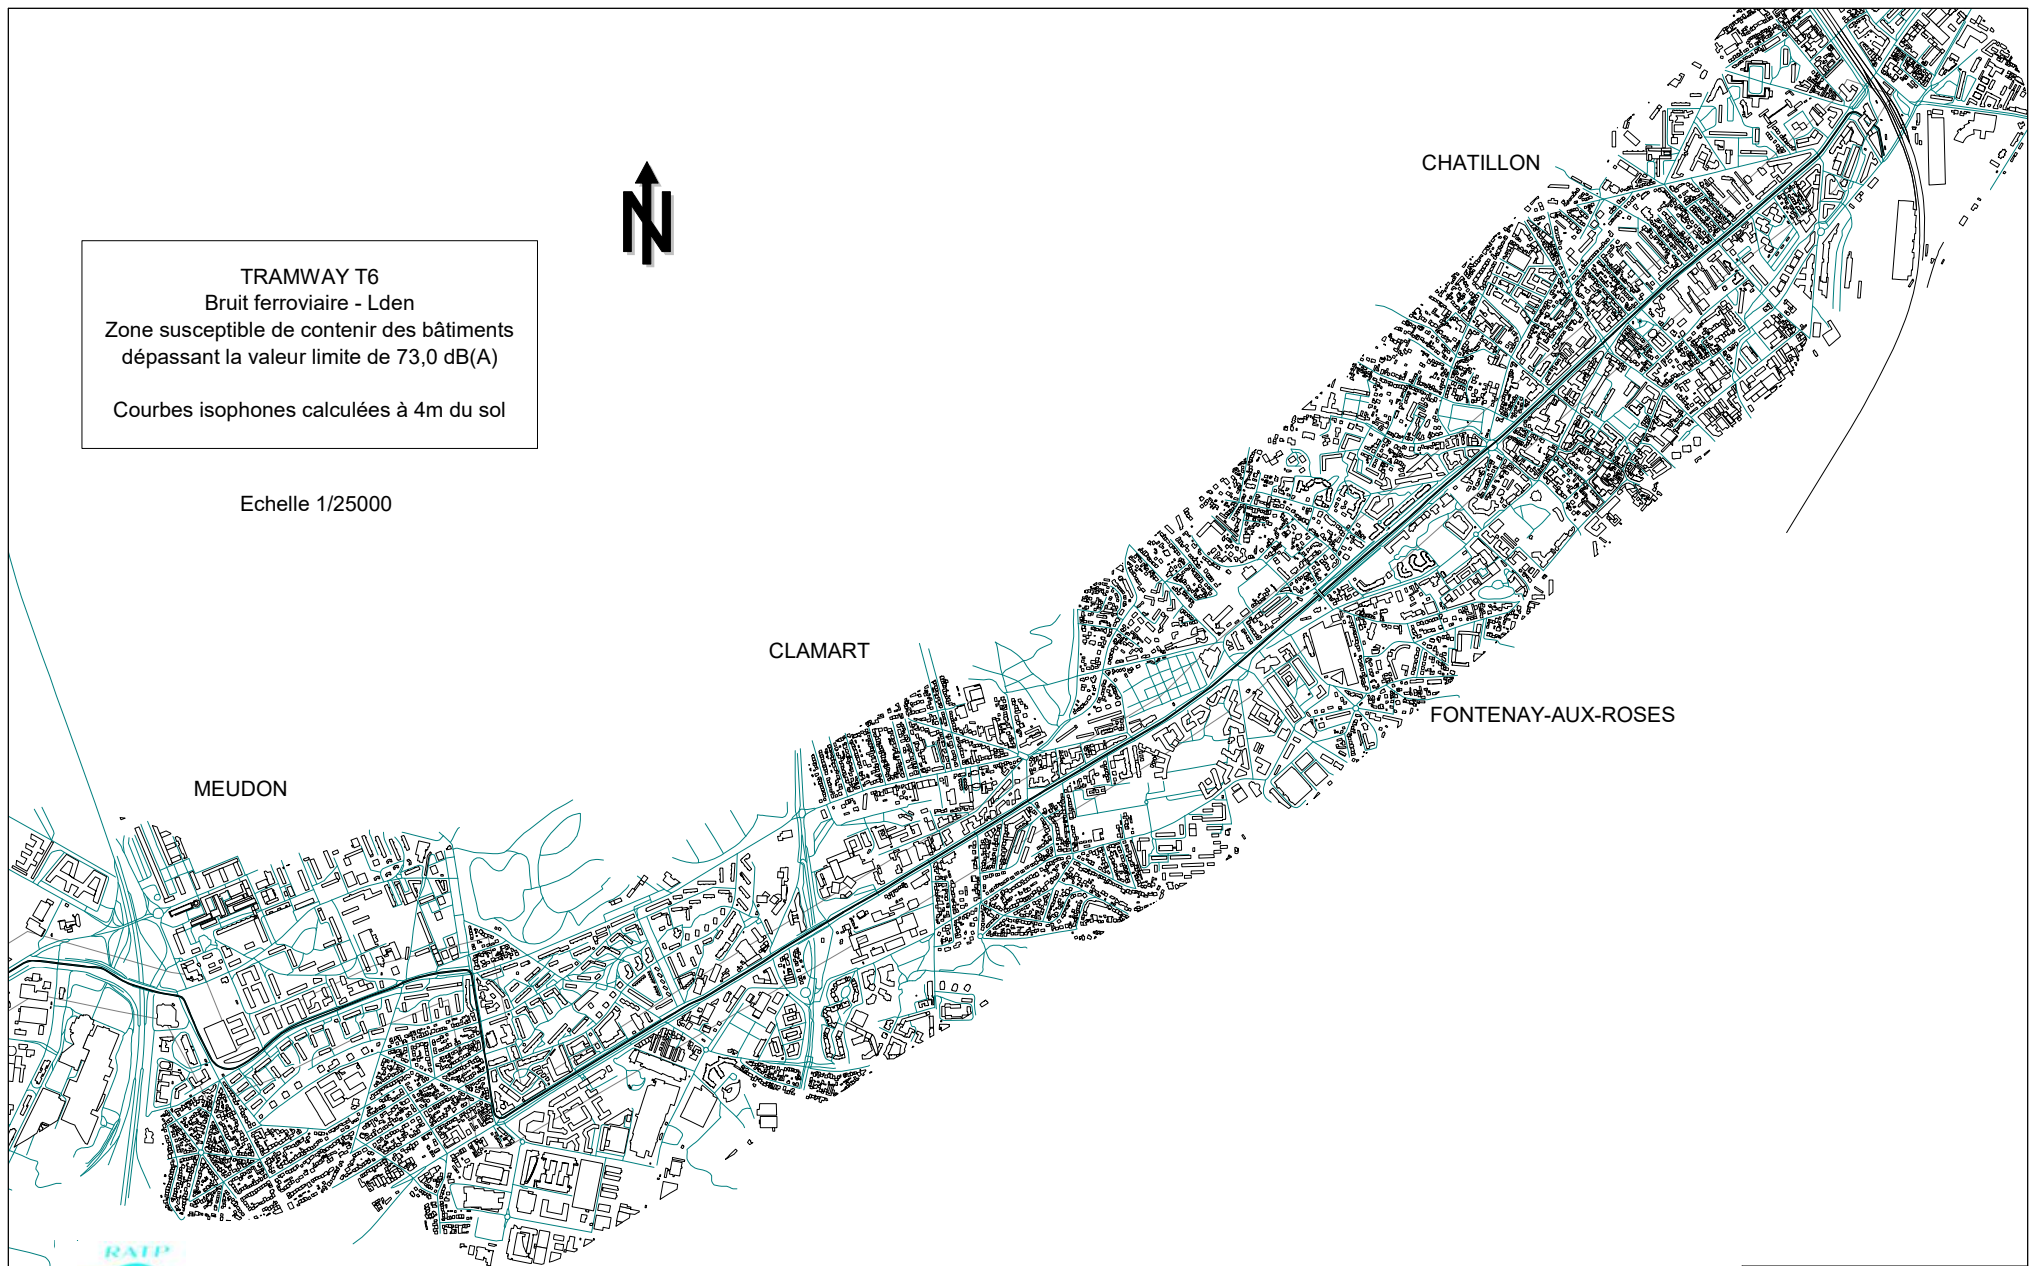 CHATILLON
TRAMWAY T6
Bruit ferroviaire - Lden
Zone susceptible de contenir des bâtiments
dépassant la valeur limite de 73,0 dB(A)
Courbes isophones calculées à 4m du sol
Echelle 1/25000
CLAMART
FONTENAY-AUX-ROSES
MEUDON
RATP
N